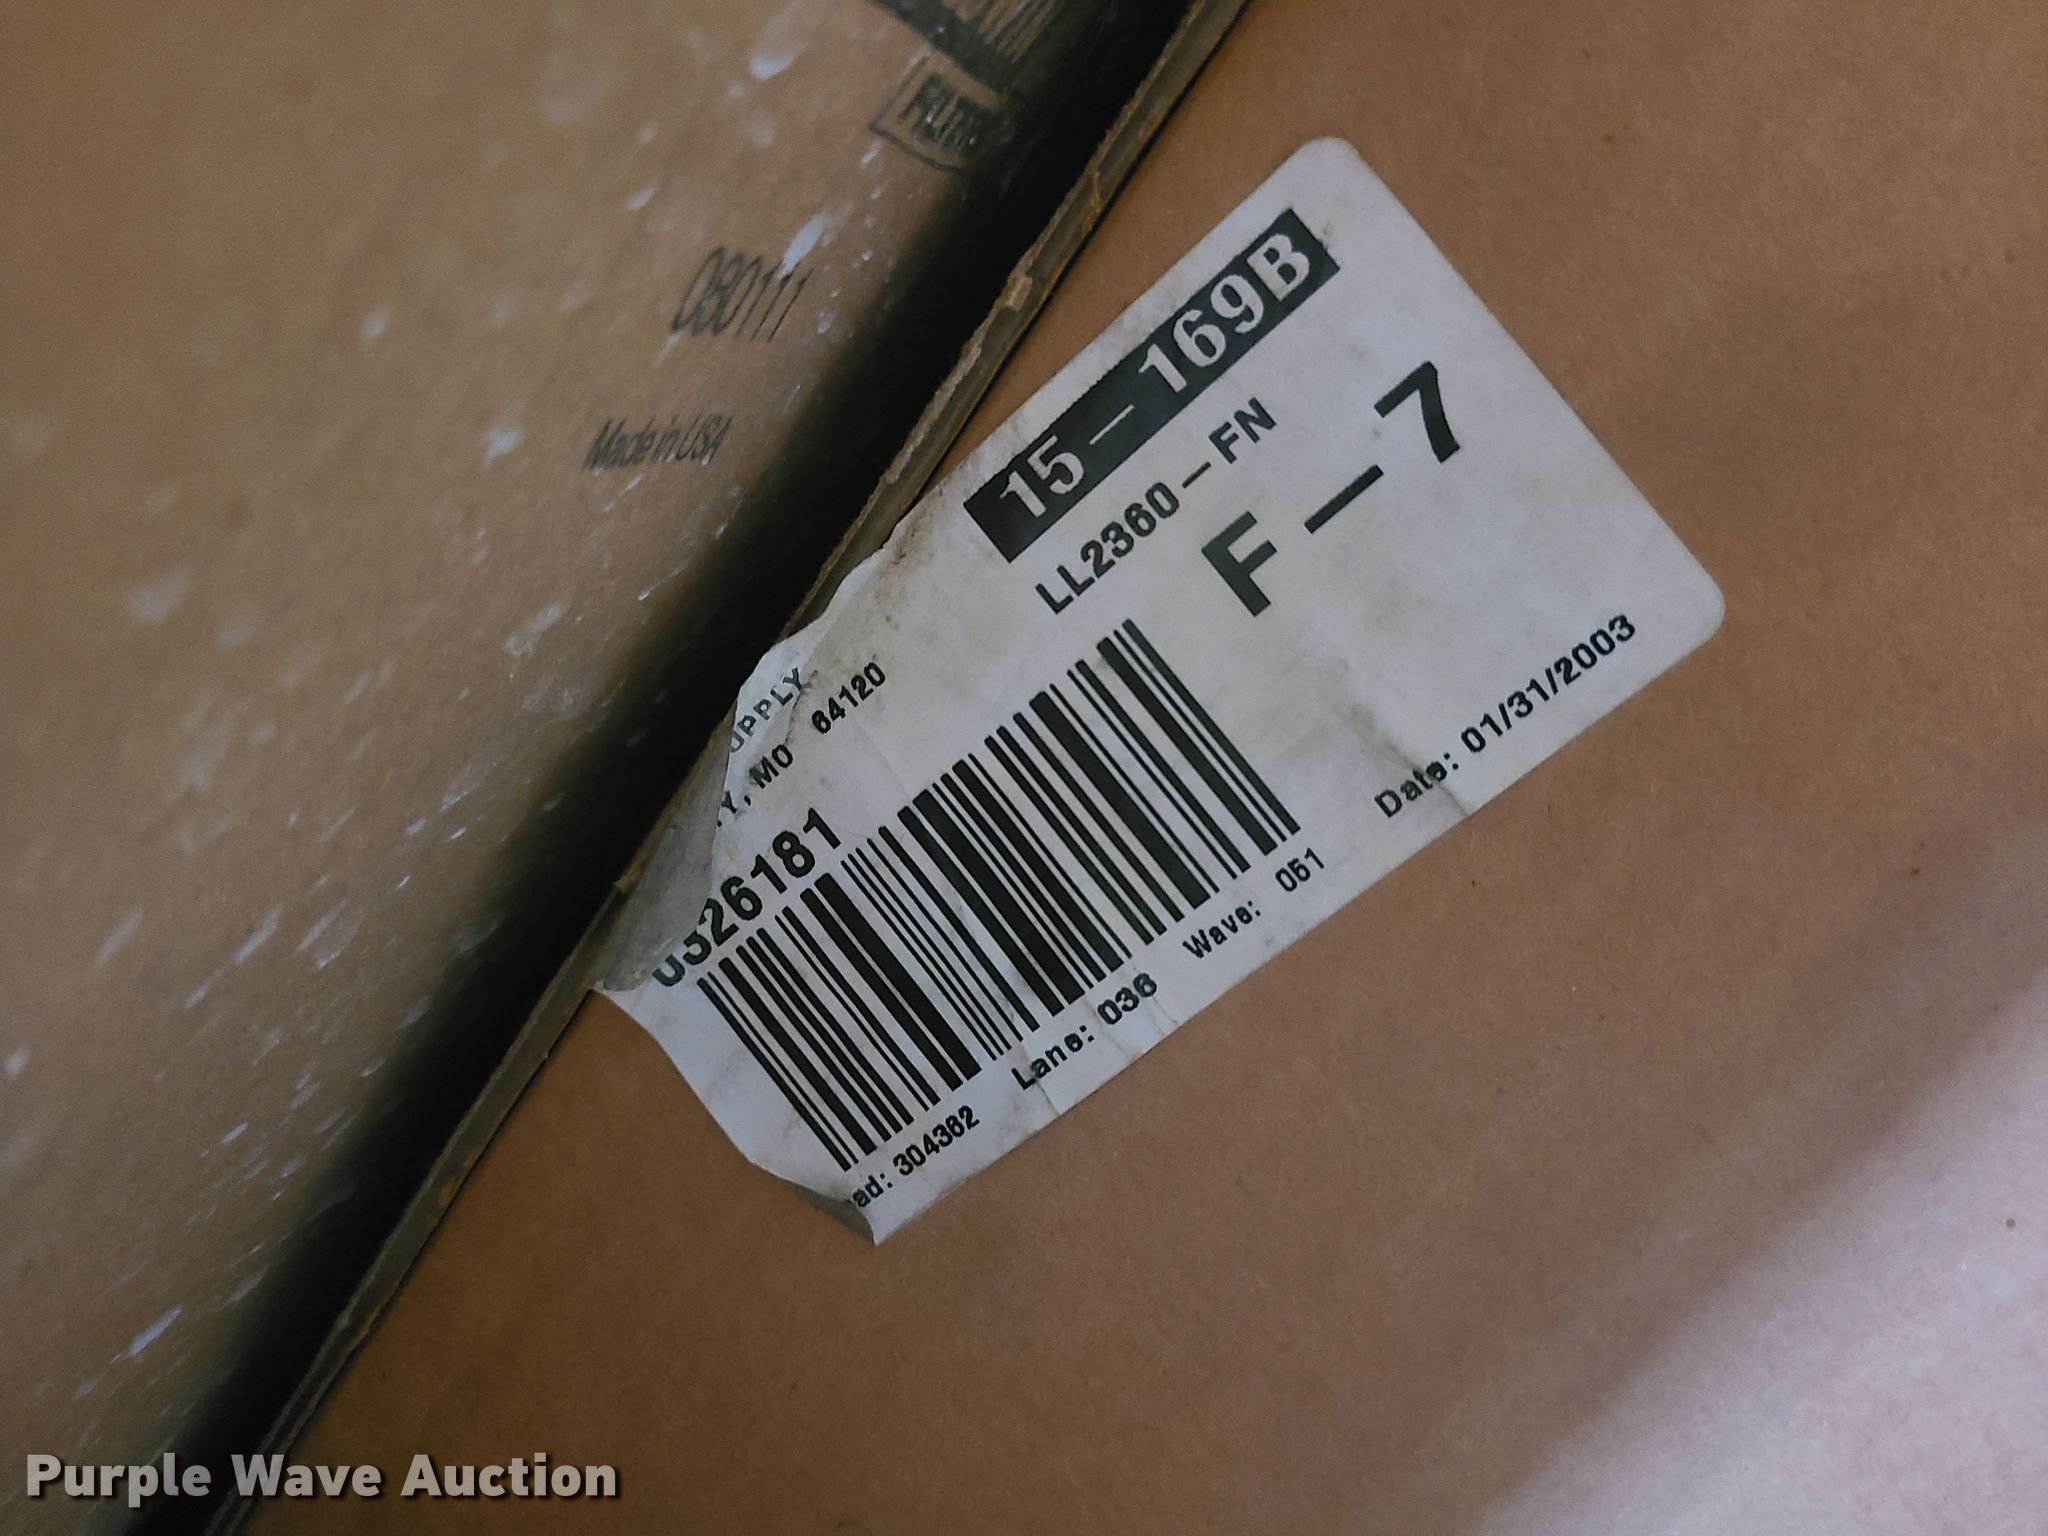 080111
Made in USA
15-169B
LL2360-FN
F-7
UPPLY
Y, MO 64120
0326181
Date: 01/31/2003
ad: 304362 Lane: 036 Wave: 051
Purple Wave Auction